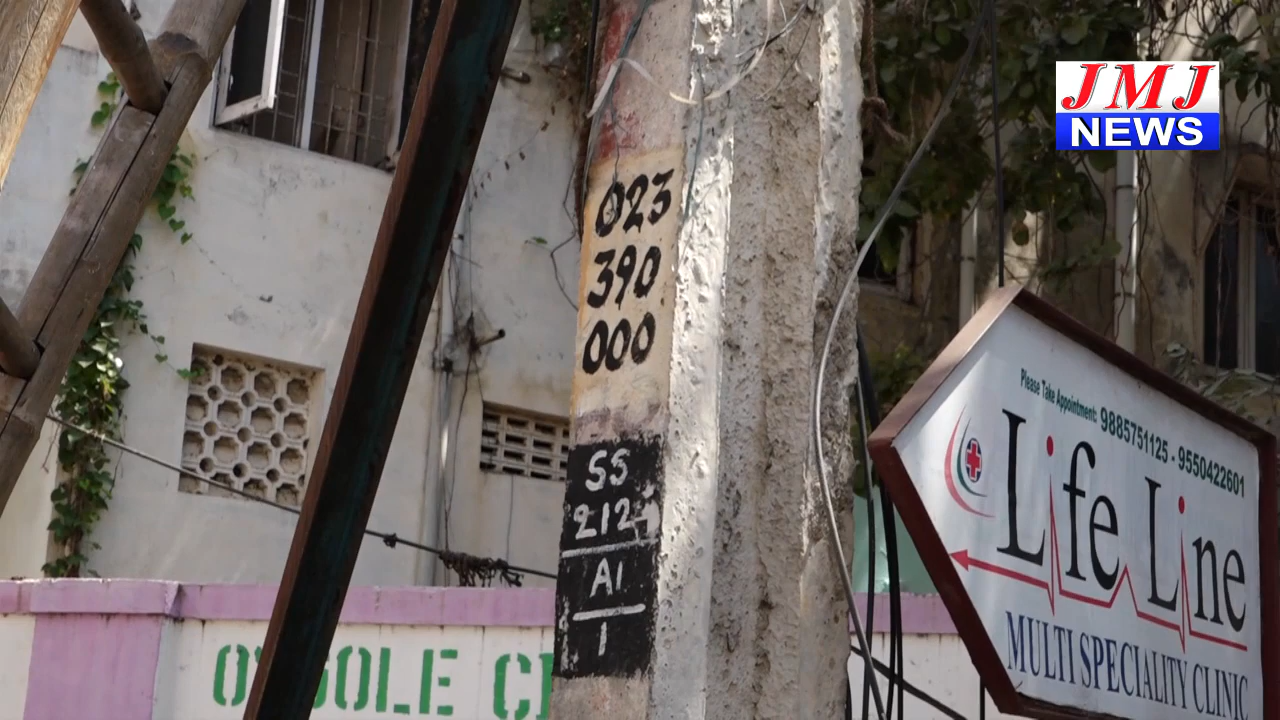 JMJ
NEWS
023
390
000
SS
212
A1
1
Please Take Appointment: 9885751125 - 9550422601
Life Line
MULTI SPECIALITY CLINIC